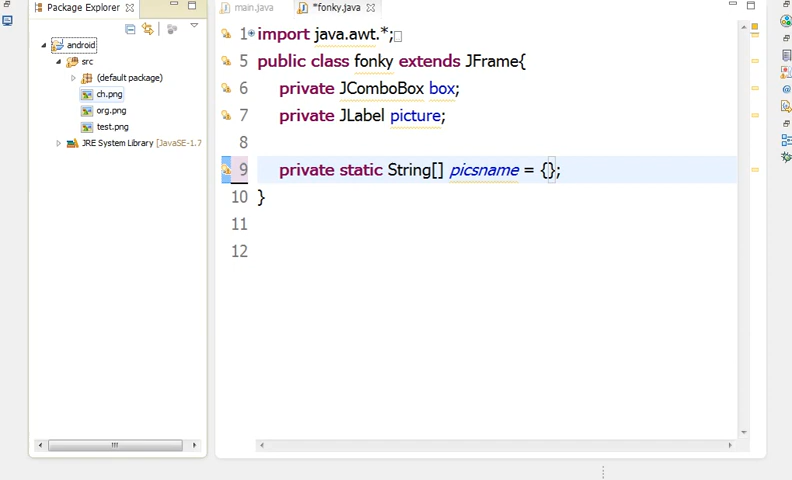 Package Explorer
main.java
*fonky.java
android
src
(default package)
ch.png
org.png
test.png
JRE System Library [JavaSE-1.7
1 import java.awt.*;
5 public class fonky extends JFrame{
6 private JComboBox box;
7 private JLabel picture;
8
9 private static String[] picsname = {};
10 }
11
12